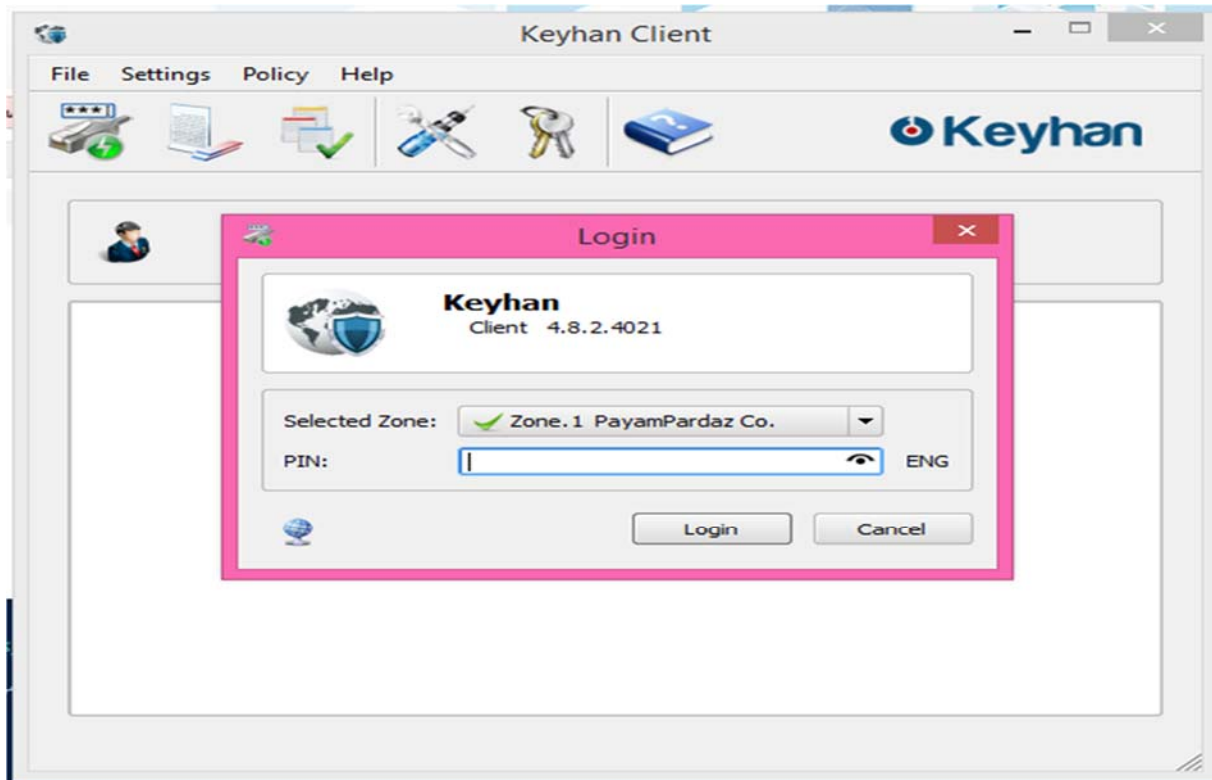 Keyhan Client
File Settings Policy Help
***
Keyhan
Login
Keyhan
Client 4.8.2.4021
Selected Zone: Zone.1 PayamPardaz Co.
PIN: ENG
Login Cancel